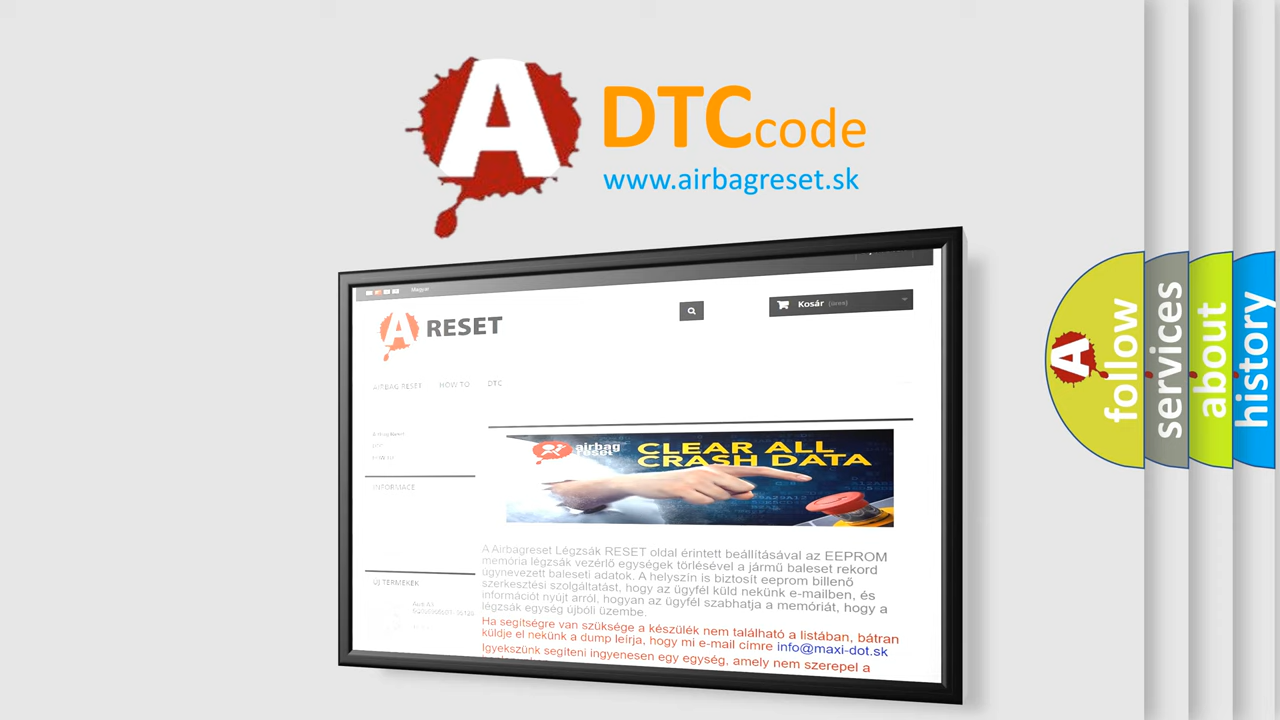 A
DTC code
www.airbagreset.sk
Magyar
A RESET
Kosár (üres)
AIRBAG RESET HOW TO DTC
INFORMACE
airbag
reset
CLEAR ALL
CRASH DATA
A Airbagreset Légzsák RESET oldal érintett beállításával az EEPROM
memória légzsák vezérlő egységek törlésével a jármű baleset rekord
úgynevezett baleseti adatok. A helyszín is biztosít eeprom billenő
szerkesztési szolgáltatást, hogy az ügyfél küld nekünk e-mailben, és
információt nyújt arról, hogyan az ügyfél szabhatja a memóriát, hogy a
légzsák egység újbóli üzembe.
Ha segítségre van szüksége a készülék nem található a listában, bátran
küldje el nekünk a dump leírja, hogy mi e-mail címre info@maxi-dot.sk
Igyekszünk segíteni ingyenesen egy egység, amely nem szerepel a
ÚJ TERMÉKEK
A
follow
services
about
history